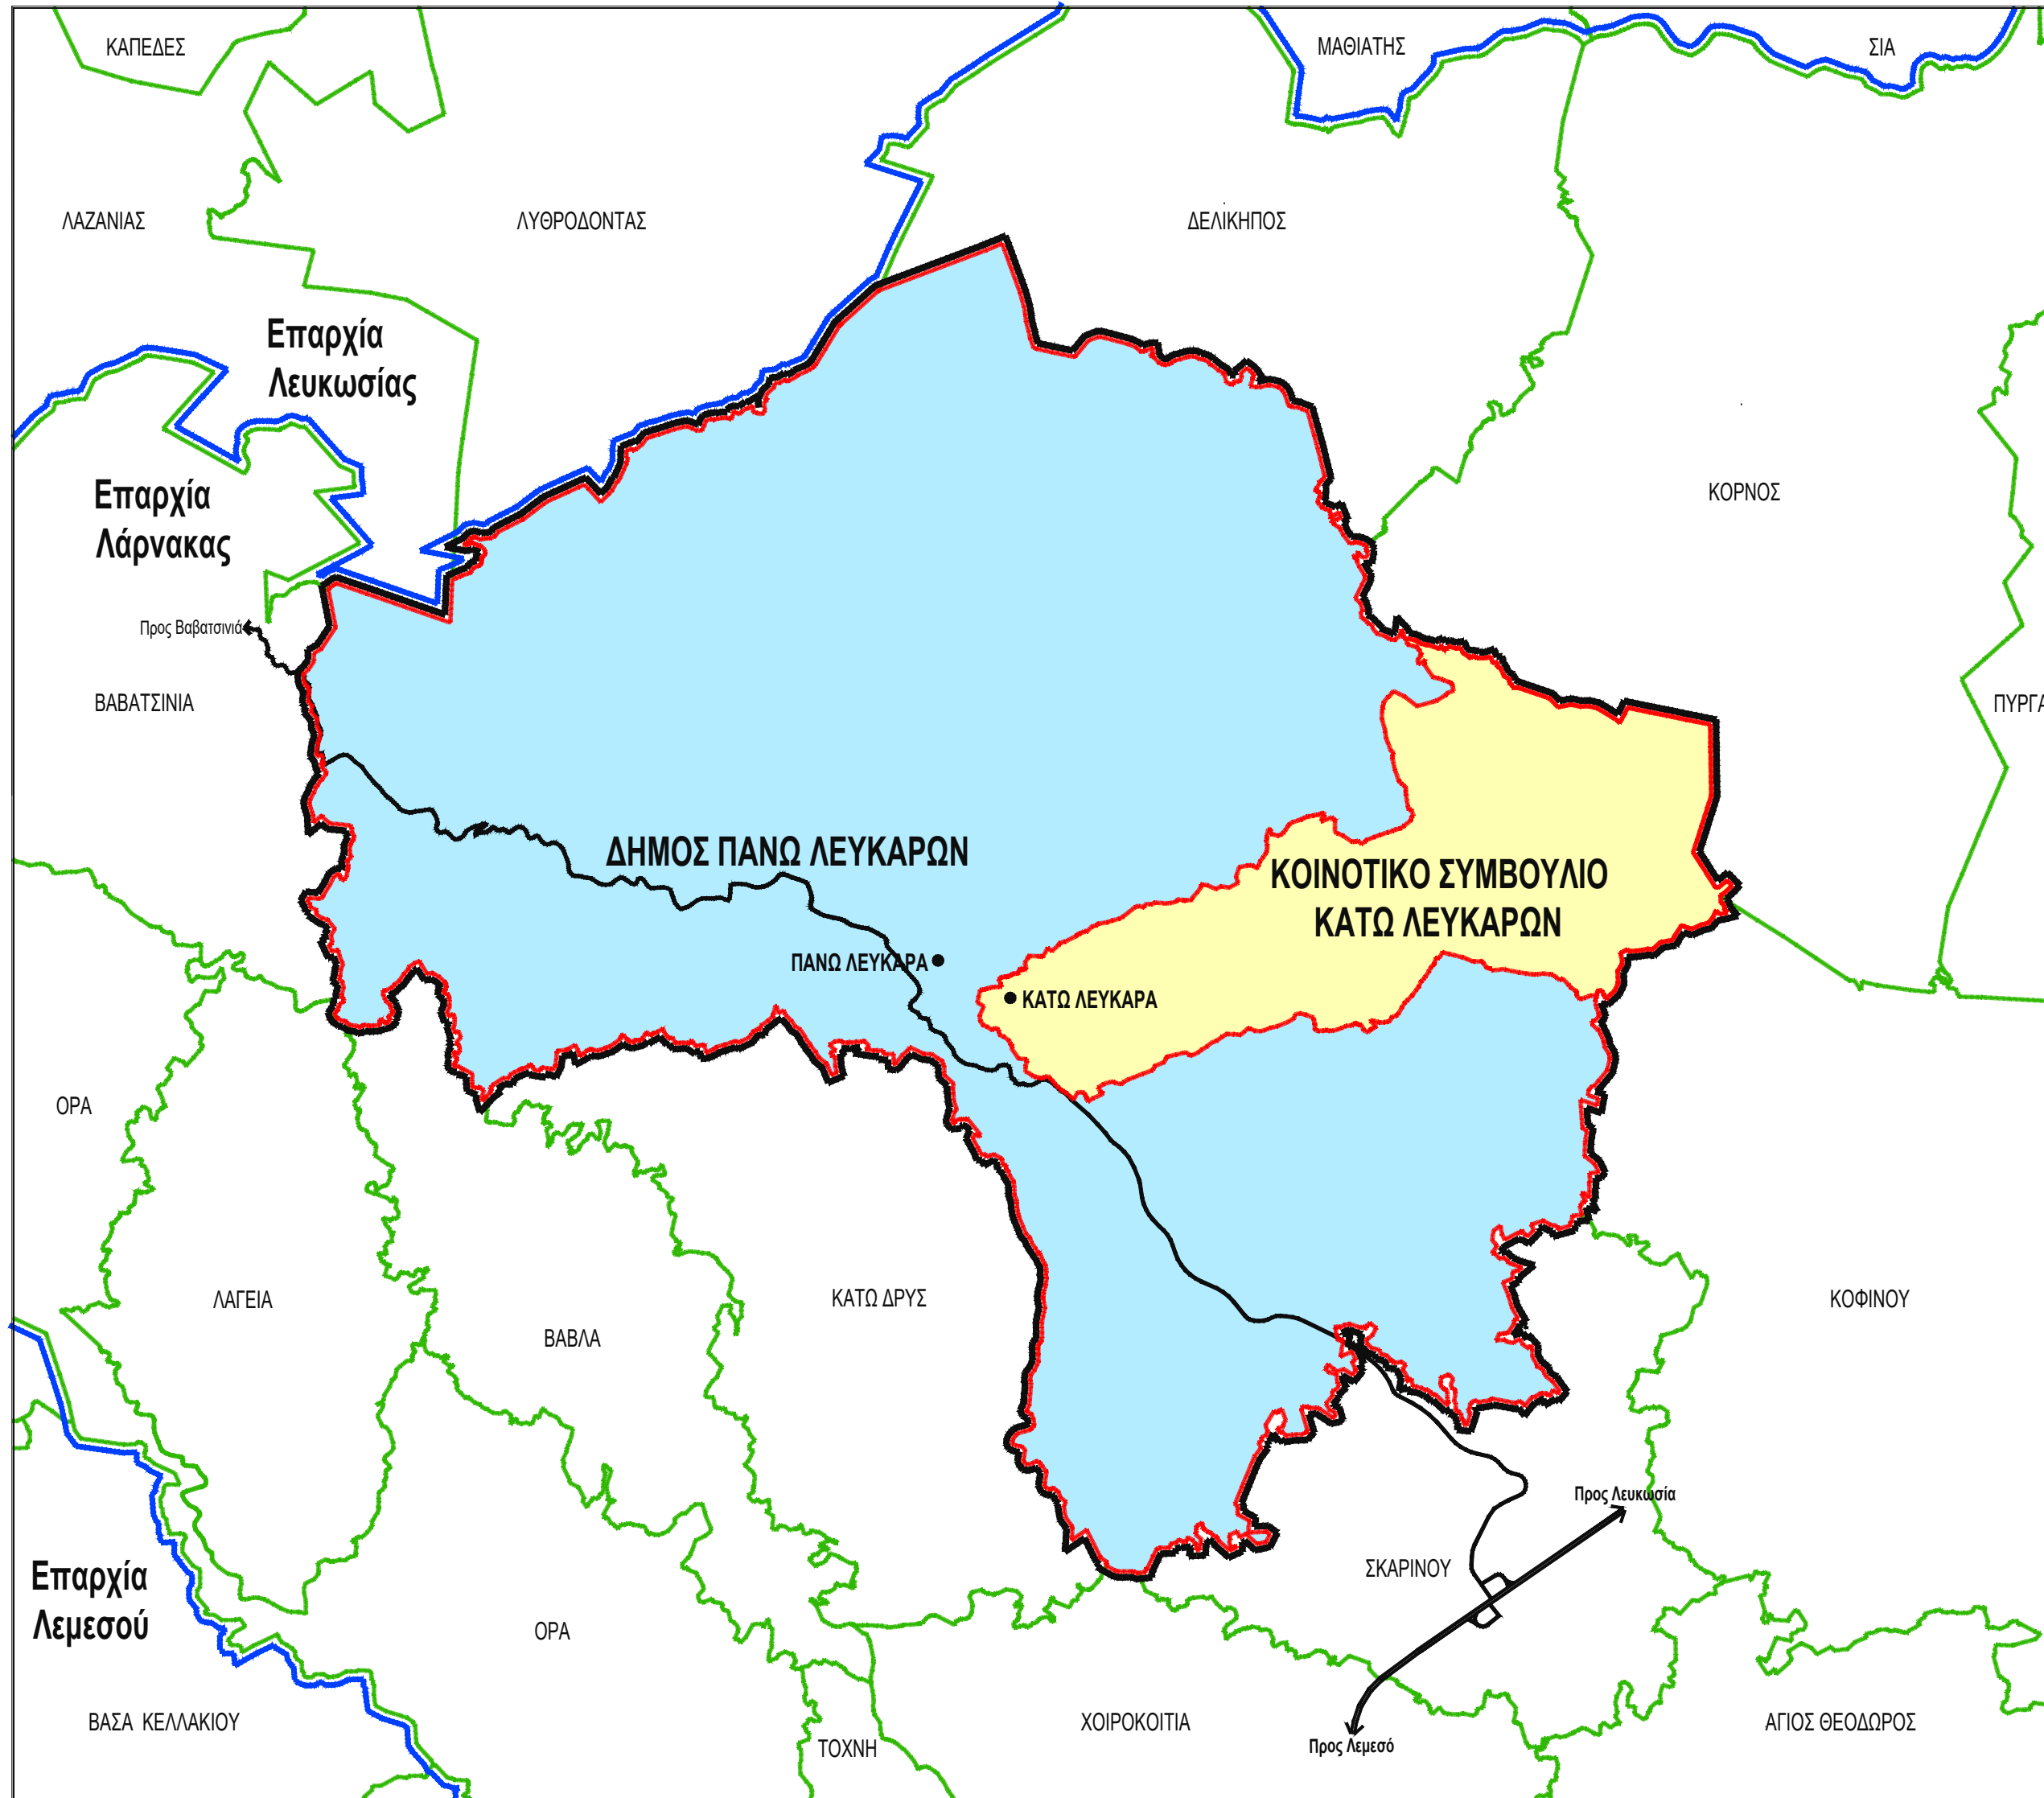 ΚΑΠΕΔΕΣ
ΜΑΘΙΑΤΗΣ
ΣΙΑ
ΛΑΖΑΝΙΑΣ
ΛΥΘΡΟΔΟΝΤΑΣ
ΔΕΛΙΚΗΠΟΣ
Επαρχία
Λευκωσίας
Επαρχία
Λάρνακας
ΚΟΡΝΟΣ
Προς Βαβατσινιά
ΒΑΒΑΤΣΙΝΙΑ
ΠΥΡΓΑ
ΔΗΜΟΣ ΠΑΝΩ ΛΕΥΚΑΡΩΝ
ΚΟΙΝΟΤΙΚΟ ΣΥΜΒΟΥΛΙΟ
ΚΑΤΩ ΛΕΥΚΑΡΩΝ
ΠΑΝΩ ΛΕΥΚΑΡΑ
ΚΑΤΩ ΛΕΥΚΑΡΑ
ΟΡΑ
ΛΑΓΕΙΑ
ΒΑΒΛΑ
ΚΑΤΩ ΔΡΥΣ
ΚΟΦΙΝΟΥ
Προς Λευκωσία
Επαρχία
Λεμεσού
ΣΚΑΡΙΝΟΥ
ΟΡΑ
ΒΑΣΑ ΚΕΛΛΑΚΙΟΥ
ΤΟΧΝΗ
ΧΟΙΡΟΚΟΙΤΙΑ
Προς Λεμεσό
ΑΓΙΟΣ ΘΕΟΔΩΡΟΣ